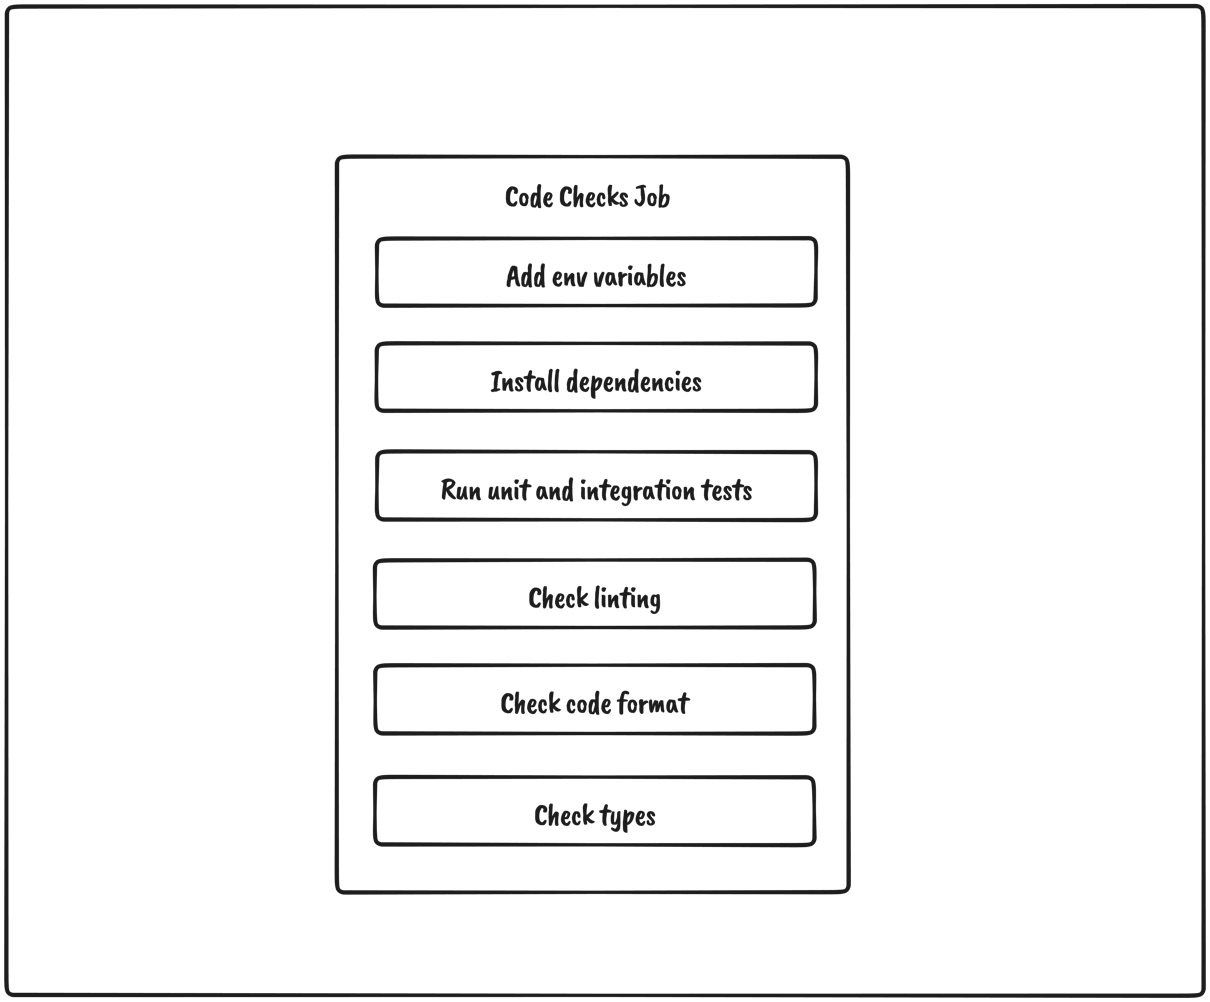 Code Checks Job
Add env variables
Install dependencies
Run unit and integration tests
Check linting
Check code format
Check types